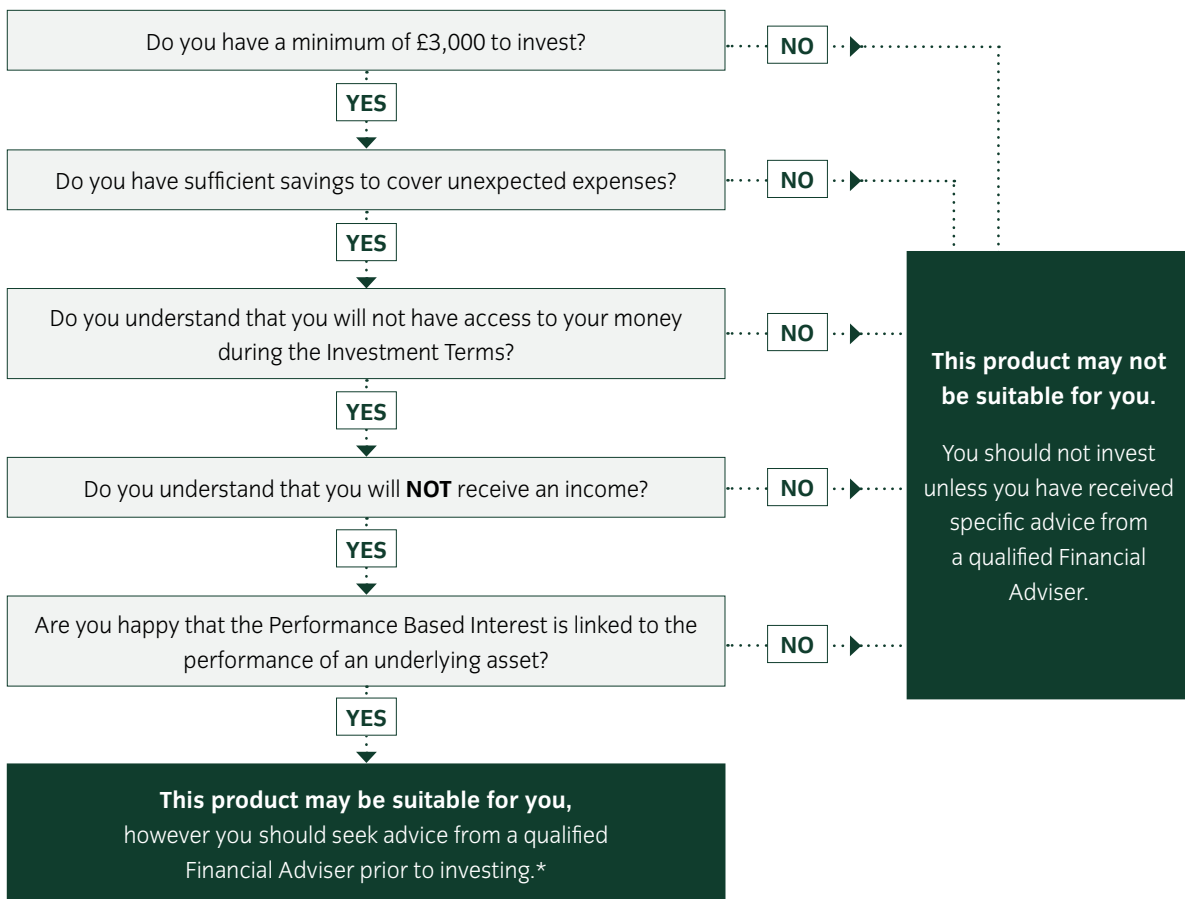 Do you have a minimum of £3,000 to invest?
NO
YES
Do you have sufficient savings to cover unexpected expenses?
NO
YES
Do you understand that you will not have access to your money
during the Investment Terms?
NO
YES
Do you understand that you will NOT receive an income?
NO
YES
Are you happy that the Performance Based Interest is linked to the
performance of an underlying asset?
NO
YES
This product may be suitable for you,
however you should seek advice from a qualified
Financial Adviser prior to investing.*
This product may not
be suitable for you.
You should not invest
unless you have received
specific advice from
a qualified Financial
Adviser.